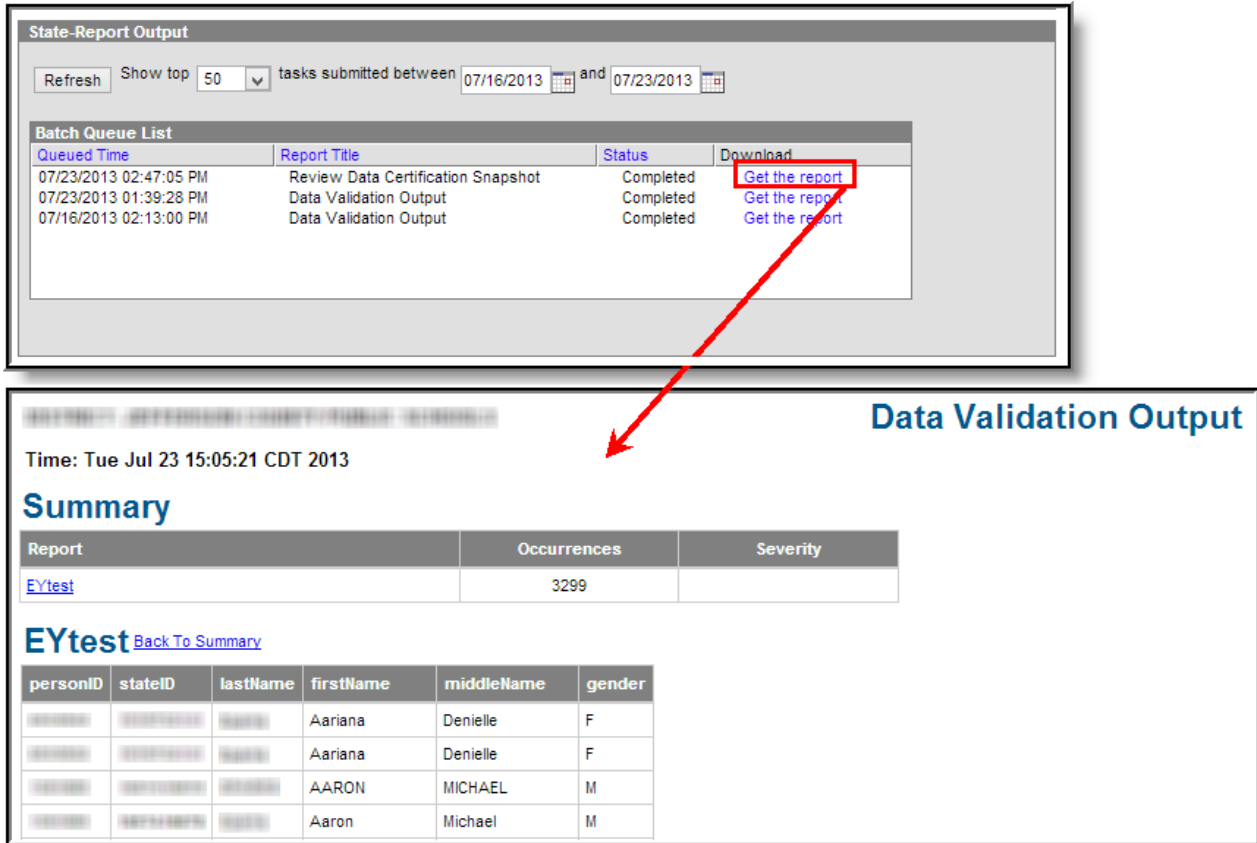 State-Report Output
Refresh Show top 50 tasks submitted between 07/16/2013 and 07/23/2013
Batch Queue List
Queued Time Report Title Status Download
07/23/2013 02:47:05 PM Review Data Certification Snapshot Completed Get the report
07/23/2013 01:39:28 PM Data Validation Output Completed Get the report
07/16/2013 02:13:00 PM Data Validation Output Completed Get the report
Data Validation Output
Time: Tue Jul 23 15:05:21 CDT 2013
Summary
Report Occurrences Severity
EYtest 3299
EYtest Back To Summary
personID stateID lastName firstName middleName gender
Aariana Denielle F
Aariana Denielle F
AARON MICHAEL M
Aaron Michael M